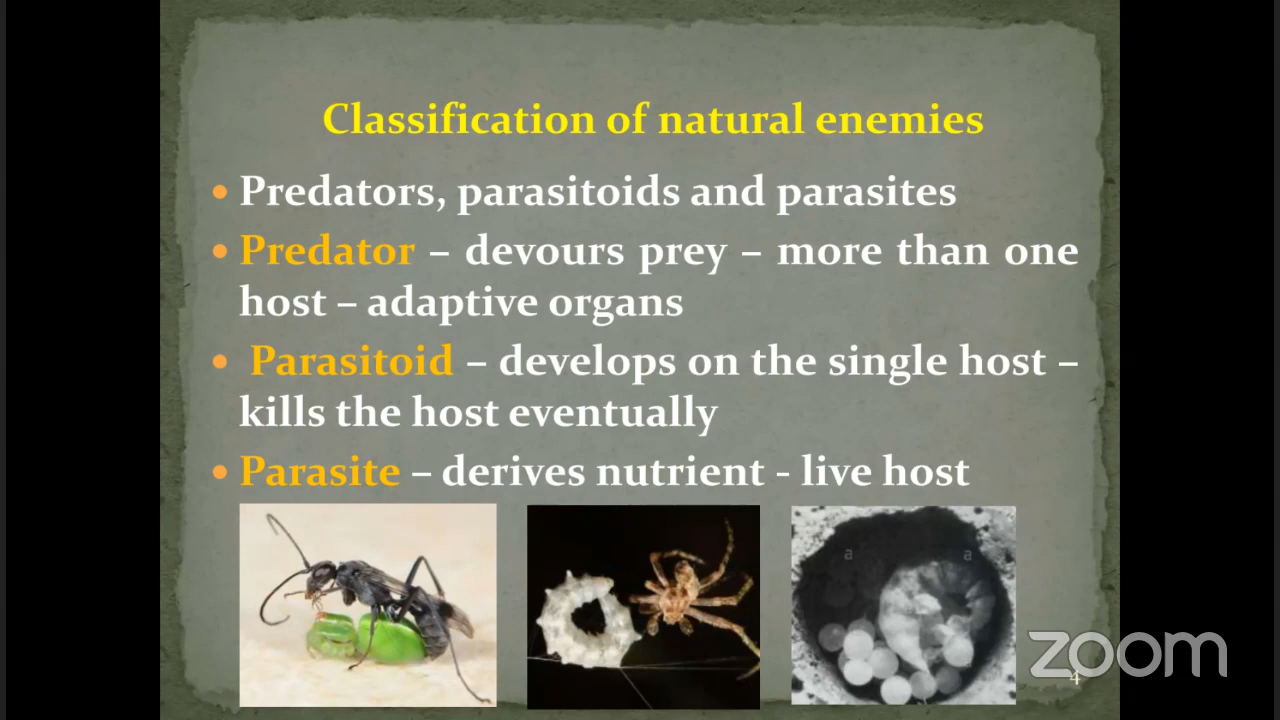 Classification of natural enemies
• Predators, parasitoids and parasites
• Predator – devours prey – more than one
host – adaptive organs
• Parasitoid – develops on the single host –
kills the host eventually
• Parasite – derives nutrient - live host
a a
zoom
4